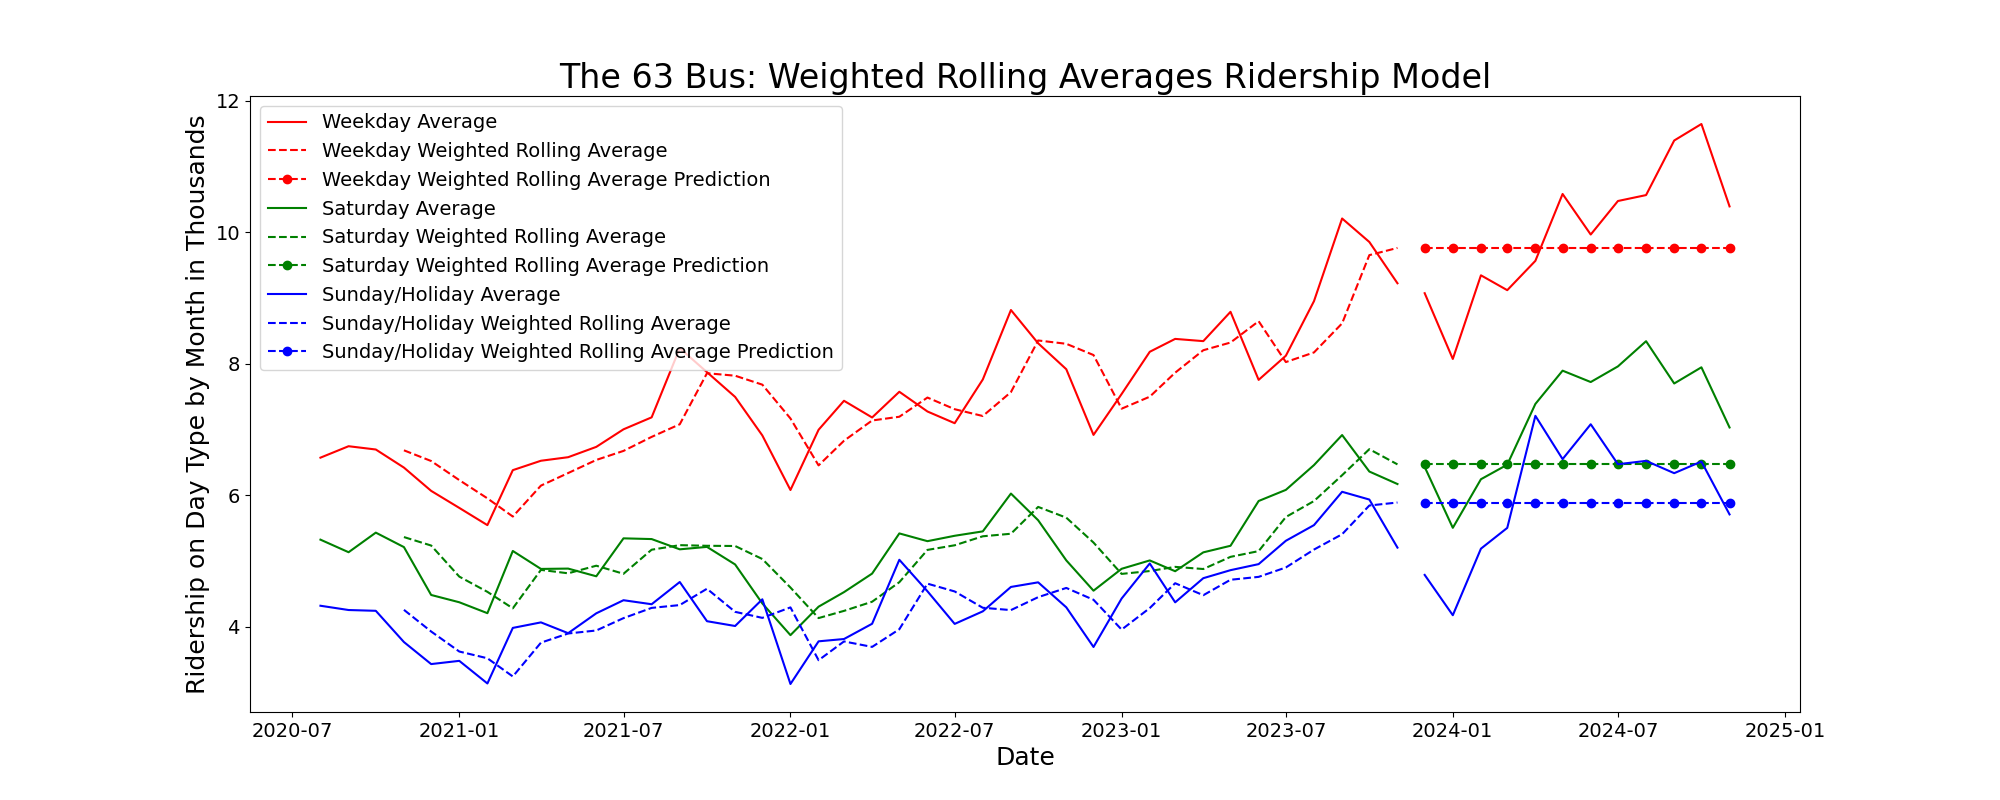 The 63 Bus: Weighted Rolling Averages Ridership Model
Ridership on Day Type by Month in Thousands
12
10
8
6
4
Weekday Average
Weekday Weighted Rolling Average
Weekday Weighted Rolling Average Prediction
Saturday Average
Saturday Weighted Rolling Average
Saturday Weighted Rolling Average Prediction
Sunday/Holiday Average
Sunday/Holiday Weighted Rolling Average
Sunday/Holiday Weighted Rolling Average Prediction
2020-07 2021-01 2021-07 2022-01 2022-07 2023-01 2023-07 2024-01 2024-07 2025-01
Date